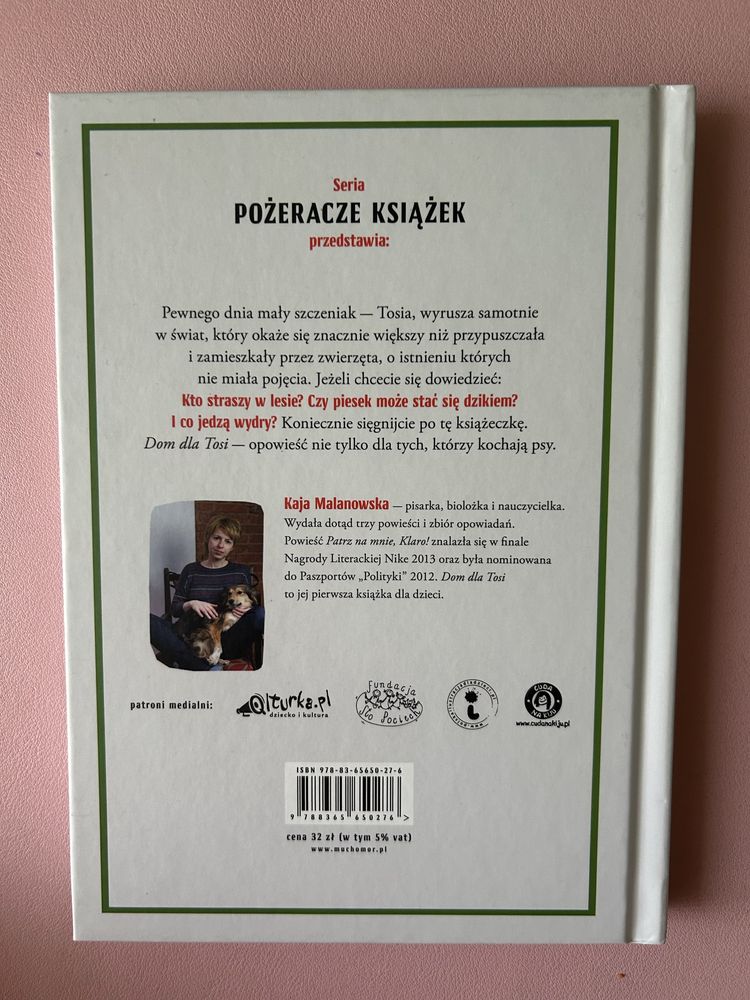 Seria
POŻERACZE KSIĄŻEK
przedstawia:
Pewnego dnia mały szczeniak — Tosia, wyrusza samotnie
w świat, który okaże się znacznie większy niż przypuszczała
i zamieszkały przez zwierzęta, o istnieniu których
nie miała pojęcia. Jeżeli chcecie się dowiedzieć:
Kto straszy w lesie? Czy piesek może stać się dzikiem?
I co jedzą wydry? Koniecznie sięgnijcie po tę książeczkę.
Dom dla Tosi — opowieść nie tylko dla tych, którzy kochają psy.
Kaja Malanowska — pisarka, biolożka i nauczycielka.
Wydała dotąd trzy powieści i zbiór opowiadań.
Powieść Patrz na mnie, Klaro! znalazła się w finale
Nagrody Literackiej Nike 2013 oraz była nominowana
do Paszportów „Polityki” 2012. Dom dla Tosi
to jej pierwsza książka dla dzieci.
patroni medialni:
Qlturka.pl
dziecko i kultura
Fundacja
Sto Pociech
CUDA
NA KIJU
www.cudanakiju.pl
ISBN 978-83-65650-27-6
9 788365 650276 >
cena 32 zł (w tym 5% vat)
www.muchomor.pl